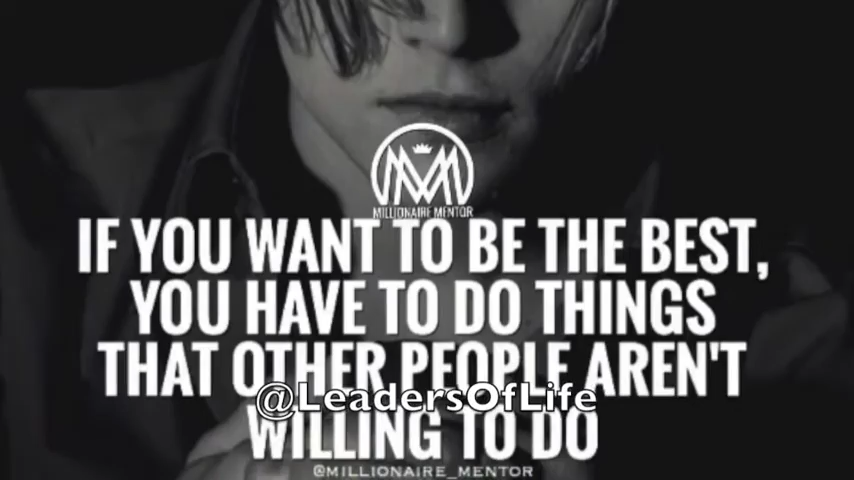 MILLIONAIRE MENTOR
IF YOU WANT TO BE THE BEST,
YOU HAVE TO DO THINGS
THAT OTHER PEOPLE AREN'T
@LeadersOfLife
WILLING TO DO
@MILLIONAIRE_MENTOR